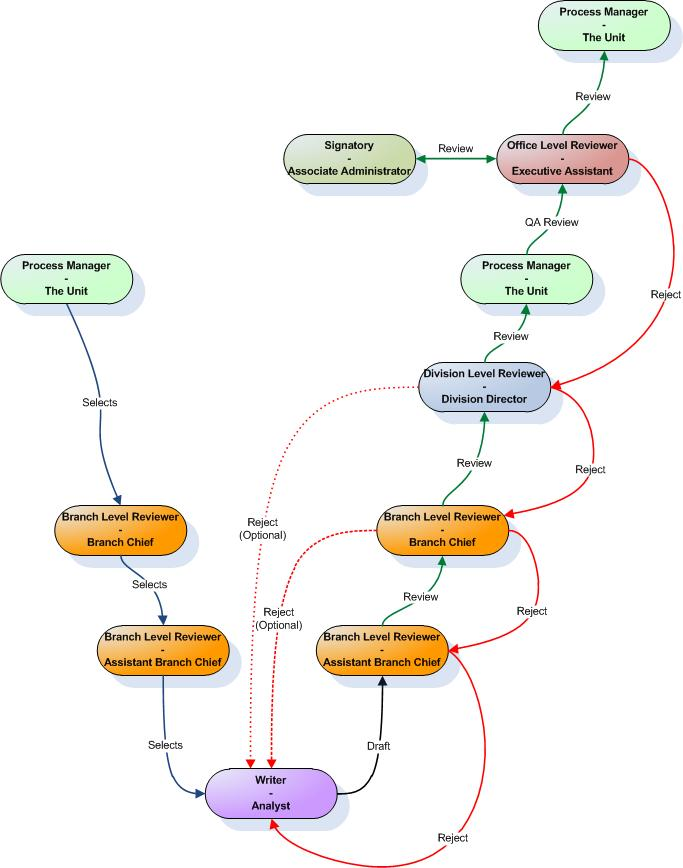 Process Manager
-
The Unit
Review
Signatory
-
Associate Administrator
Review
Office Level Reviewer
-
Executive Assistant
QA Review
Process Manager
-
The Unit
Process Manager
-
The Unit
Reject
Review
Division Level Reviewer
-
Division Director
Selects
Review
Reject
Branch Level Reviewer
-
Branch Chief
Branch Level Reviewer
-
Branch Chief
Reject
(Optional)
Selects
Review
Reject
(Optional)
Reject
Branch Level Reviewer
-
Assistant Branch Chief
Branch Level Reviewer
-
Assistant Branch Chief
Selects
Draft
Writer
-
Analyst
Reject